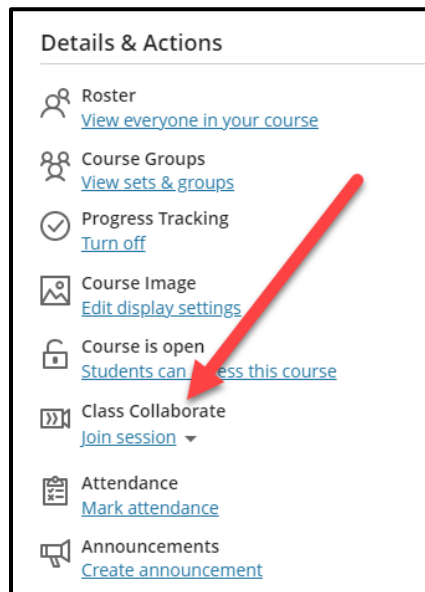 Details & Actions
Roster
View everyone in your course
Course Groups
View sets & groups
Progress Tracking
Turn off
Course Image
Edit display settings
Course is open
Students can ess this course
Class Collaborate
Join session
Attendance
Mark attendance
Announcements
Create announcement